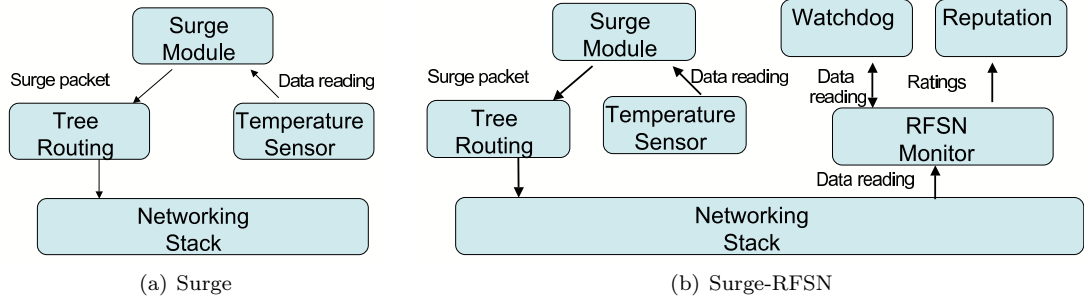 Surge
Module
Surge packet
Data reading
Tree
Routing
Temperature
Sensor
Networking
Stack
(a) Surge
Surge
Module
Watchdog
Reputation
Surge packet
Data reading
Data
reading
Ratings
Tree
Routing
Temperature
Sensor
RFSN
Monitor
Data reading
Networking
Stack
(b) Surge-RFSN